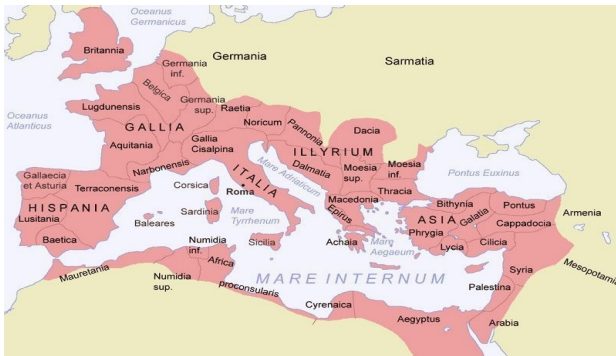 Oceanus
Germanicus
Britannia
Germania
Sarmatia
Germania
inf.
Belgica
Oceanus
Atlanticus
Lugdunensis
Germania
sup.
Raetia
Noricum
GALLIA
Aquitania
Gallia
Cisalpina
Pannonia
Dacia
ILLYRIUM
Dalmatia
Moesia
sup.
Moesia
inf.
Pontus Euxinus
Narbonensis
Gallaecia
et Asturia
Terraconensis
Corsica
ITALIA
Roma
Mare Adriaticum
Macedonia
Thracia
Bithynia
Pontus
Armenia
HISPANIA
Lusitania
Baetica
Baleares
Sardinia
Mare
Tyrrhenum
Epirus
ASIA
Galatia
Cappadocia
Phrygia
Lycia
Cilicia
Mare
Aegaeum
Achaia
Sicilia
Numidia
inf.
Mauretania
Numidia
sup.
Africa
proconsularis
MARE INTERNUM
Syria
Mesopotamia
Palestina
Cyrenaica
Aegyptus
Arabia